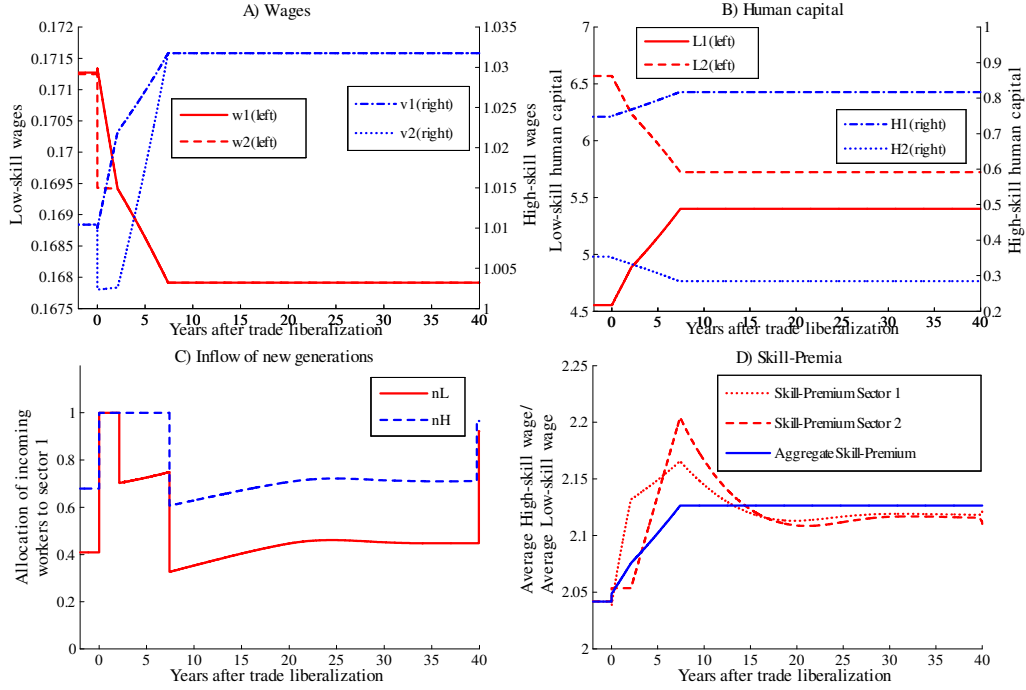 A) Wages
0.172
0.1715
0.171
0.1705
0.17
0.1695
0.169
0.1685
0.168
0.1675
Low-skill wages
w1(left)
w2(left)
v1(right)
v2(right)
1.035
1.03
1.025
1.02
1.015
1.01
1.005
1
High-skill wages
0 5 10 15 20 25 30 35 40
Years after trade liberalization
B) Human capital
7
6.5
6
5.5
5
4.5
Low-skill human capital
L1(left)
L2(left)
H1(right)
H2(right)
1
0.9
0.8
0.7
0.6
0.5
0.4
0.3
0.2
High-skill human capital
0 5 10 15 20 25 30 35 40
Years after trade liberalization
C) Inflow of new generations
1
0.8
0.6
0.4
0.2
0
Allocation of incoming
workers to sector 1
nL
nH
0 5 10 15 20 25 30 35 40
Years after trade liberalization
D) Skill-Premia
2.25
2.2
2.15
2.1
2.05
2
Average High-skill wage/
Average Low-skill wage
Skill-Premium Sector 1
Skill-Premium Sector 2
Aggregate Skill-Premium
0 5 10 15 20 25 30 35 40
Years after trade liberalization